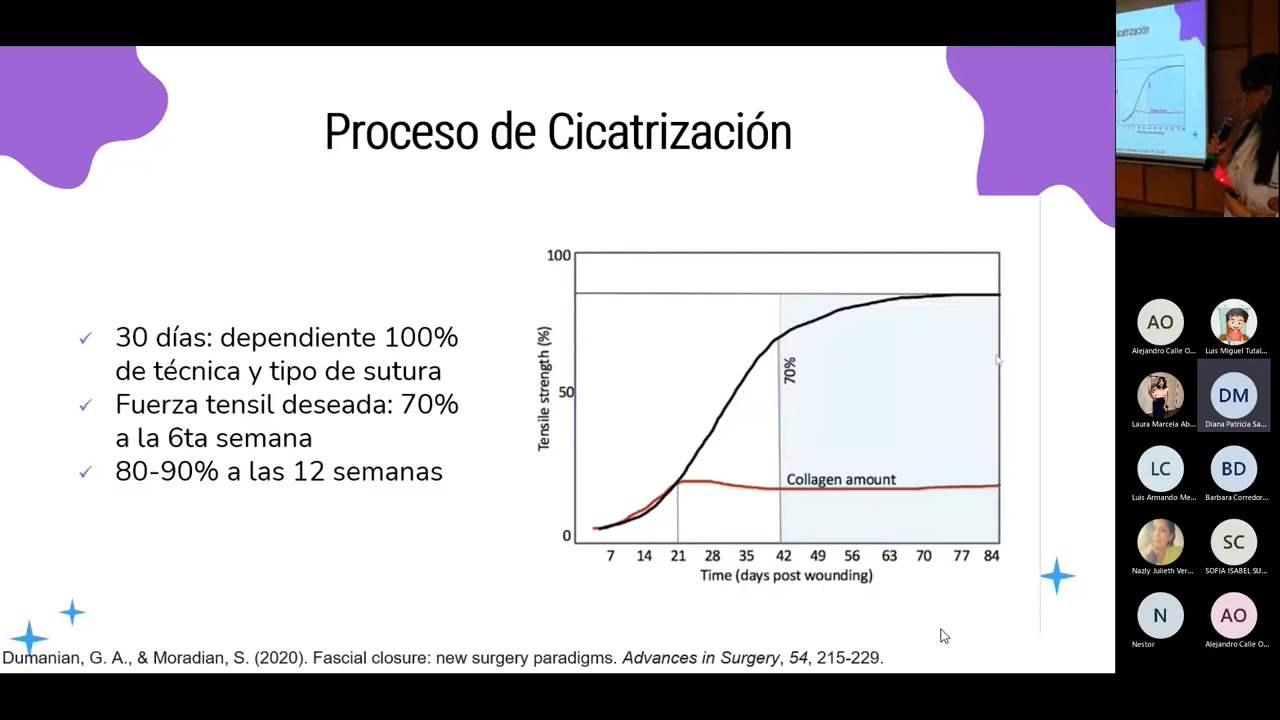 Proceso de Cicatrización
✓ 30 días: dependiente 100%
de técnica y tipo de sutura
✓ Fuerza tensil deseada: 70%
a la 6ta semana
✓ 80-90% a las 12 semanas
100
50
0
Tensile strength (%)
70%
Collagen amount
7 14 21 28 35 42 49 56 63 70 77 84
Time (days post wounding)
Dumanian, G. A., & Moradian, S. (2020). Fascial closure: new surgery paradigms. Advances in Surgery, 54, 215-229.
AO
Alejandro Calle O...
Luis Miguel Tutal...
Laura Marcela Ab...
DM
Diana Patricia Sa...
LC
Luis Armando Me...
BD
Barbara Corredor...
Nazly Julieth Ver...
SC
SOFIA ISABEL SU...
N
Nestor
AO
Alejandro Calle O...